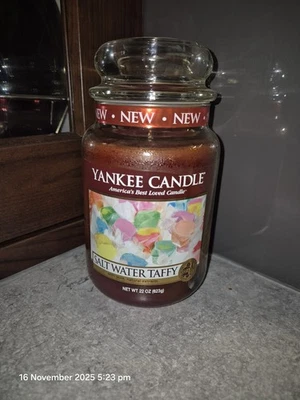 · NEW · NEW ·
YANKEE CANDLE®
America's Best Loved Candle®
SALT WATER TAFFY
NET WT 22 OZ (623g)
16 November 2025 5:23 pm